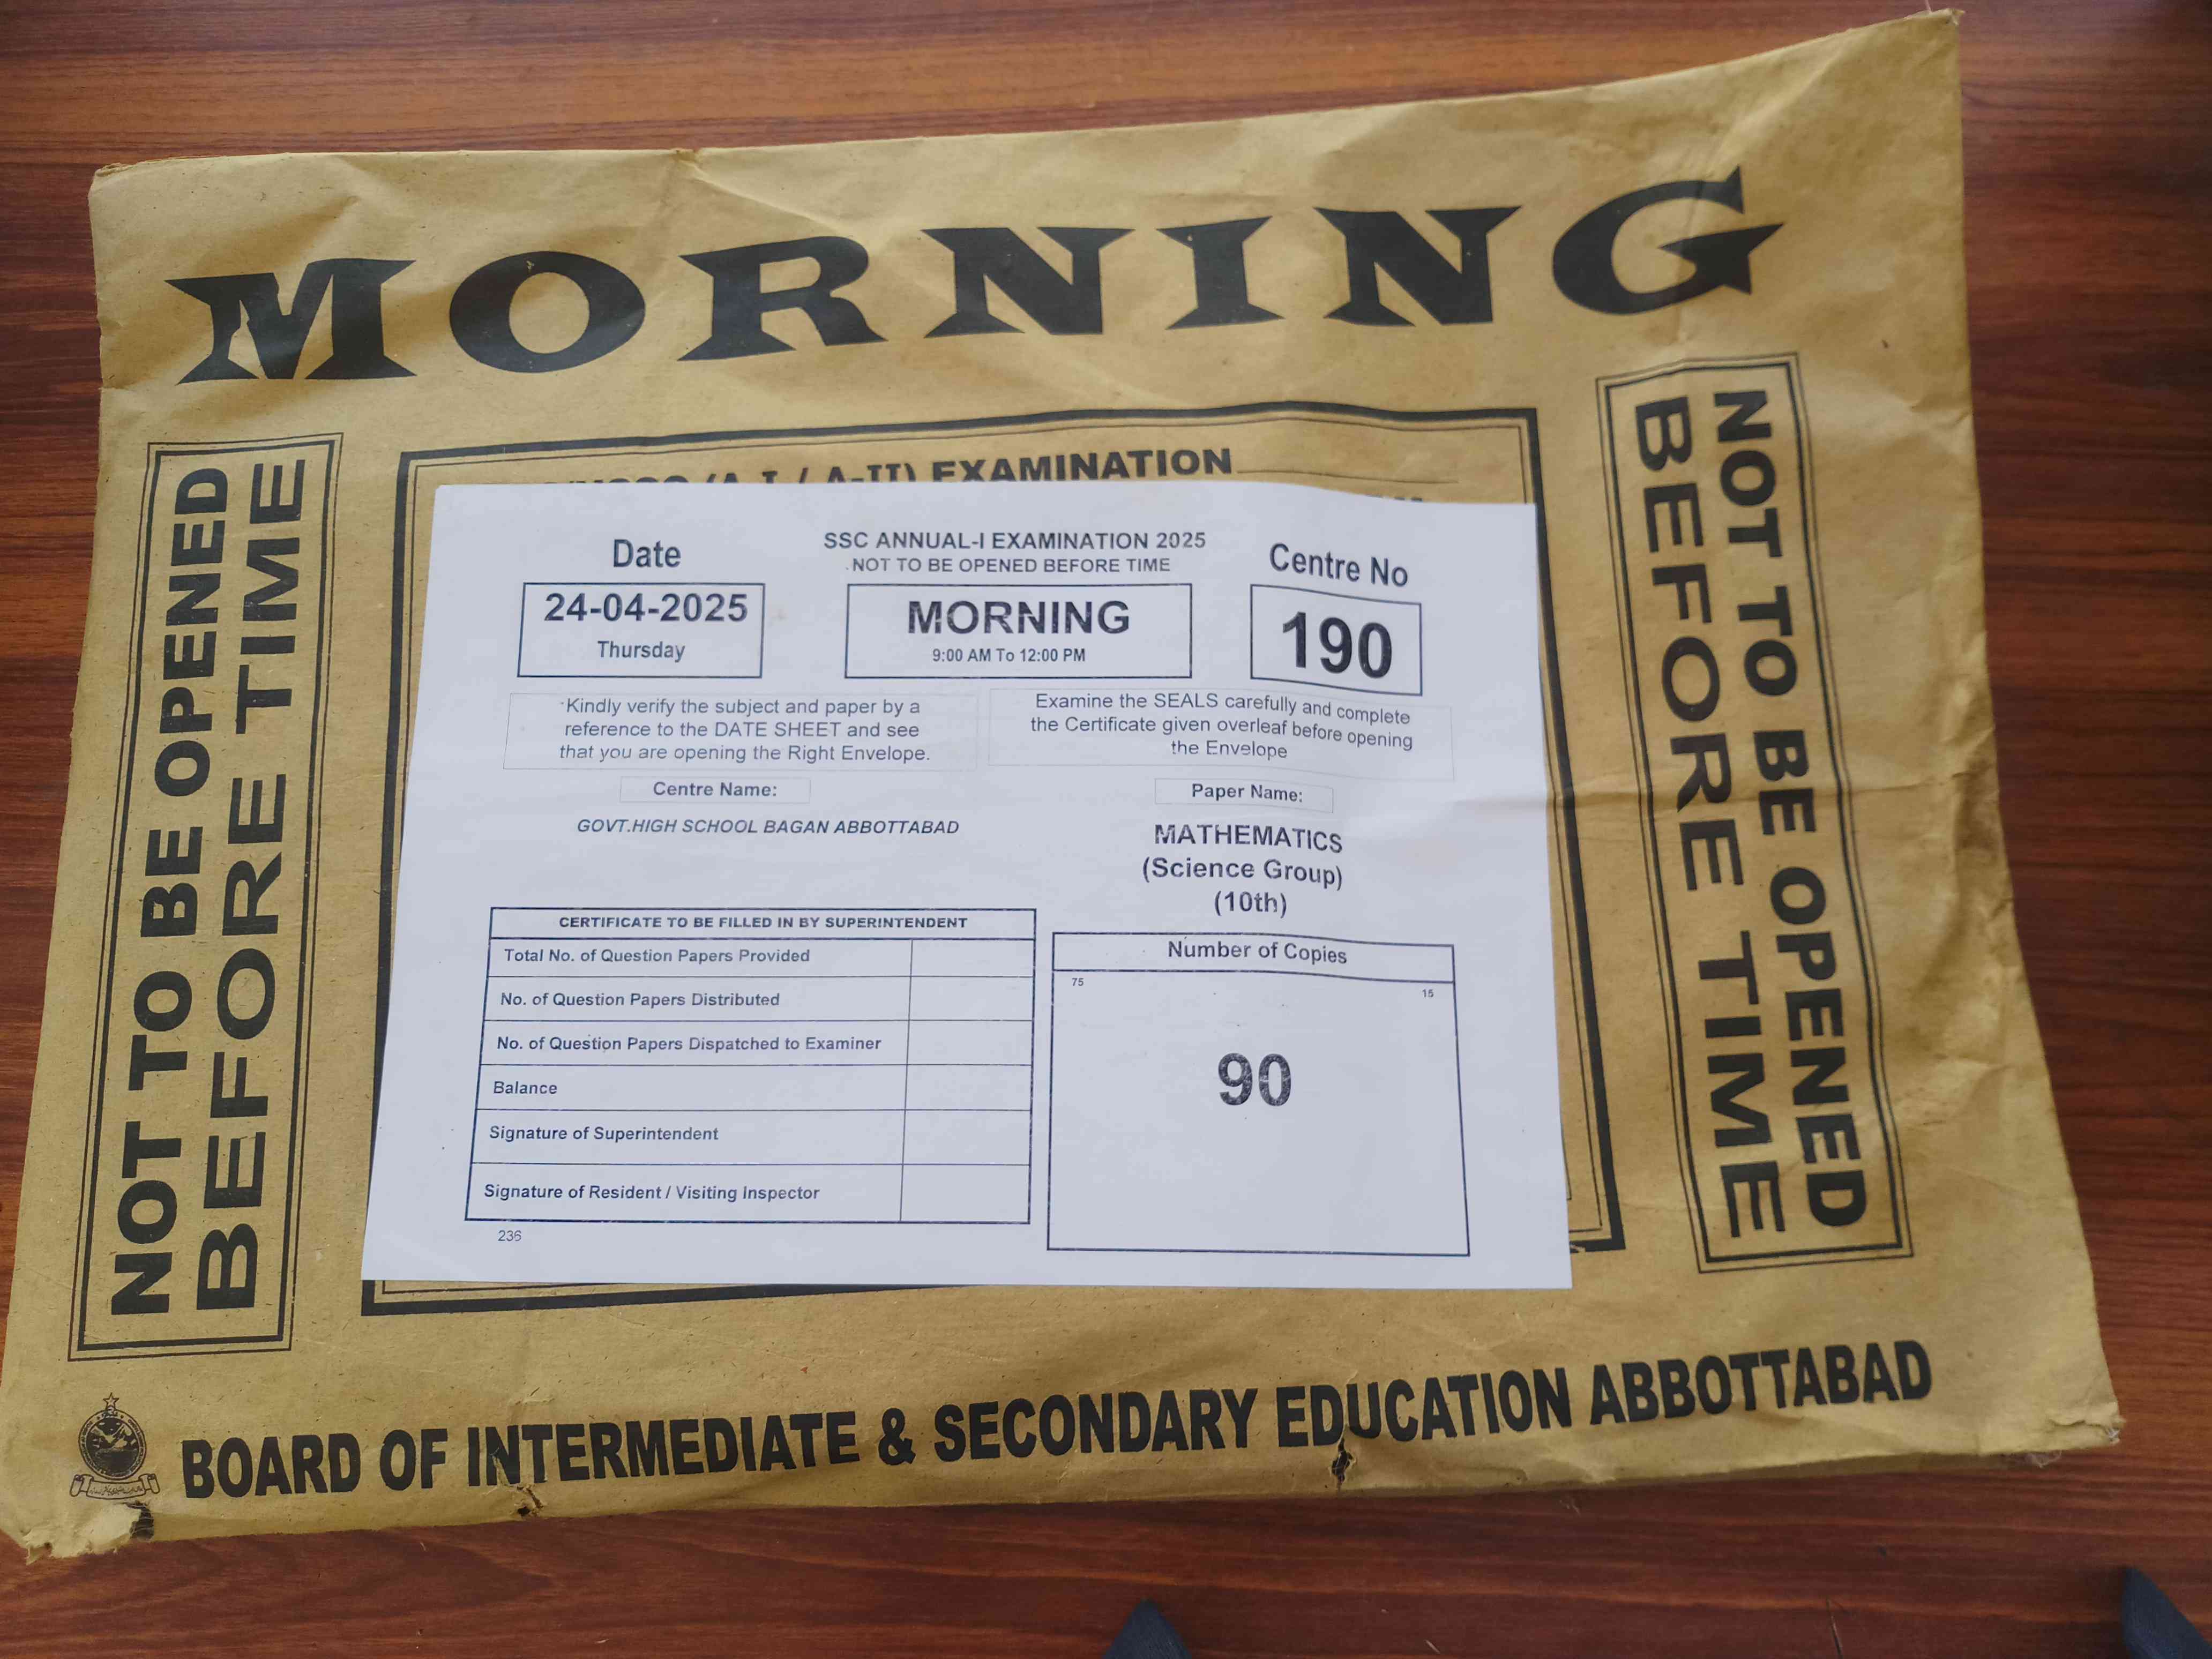 MORNING
NOT TO BE OPENED
BEFORE TIME
(A-I / A-II) EXAMINATION
Date
24-04-2025
Thursday
SSC ANNUAL-I EXAMINATION 2025
NOT TO BE OPENED BEFORE TIME
MORNING
9:00 AM To 12:00 PM
Centre No
190
Kindly verify the subject and paper by a
reference to the DATE SHEET and see
that you are opening the Right Envelope.
Examine the SEALS carefully and complete
the Certificate given overleaf before opening
the Envelope
Centre Name:
GOVT.HIGH SCHOOL BAGAN ABBOTTABAD
Paper Name:
MATHEMATICS
(Science Group)
(10th)
CERTIFICATE TO BE FILLED IN BY SUPERINTENDENT
Total No. of Question Papers Provided
No. of Question Papers Distributed
No. of Question Papers Dispatched to Examiner
Balance
Signature of Superintendent
Signature of Resident / Visiting Inspector
236
Number of Copies
75
15
90
NOT TO BE OPENED
BEFORE TIME
BOARD OF INTERMEDIATE & SECONDARY EDUCATION ABBOTTABAD